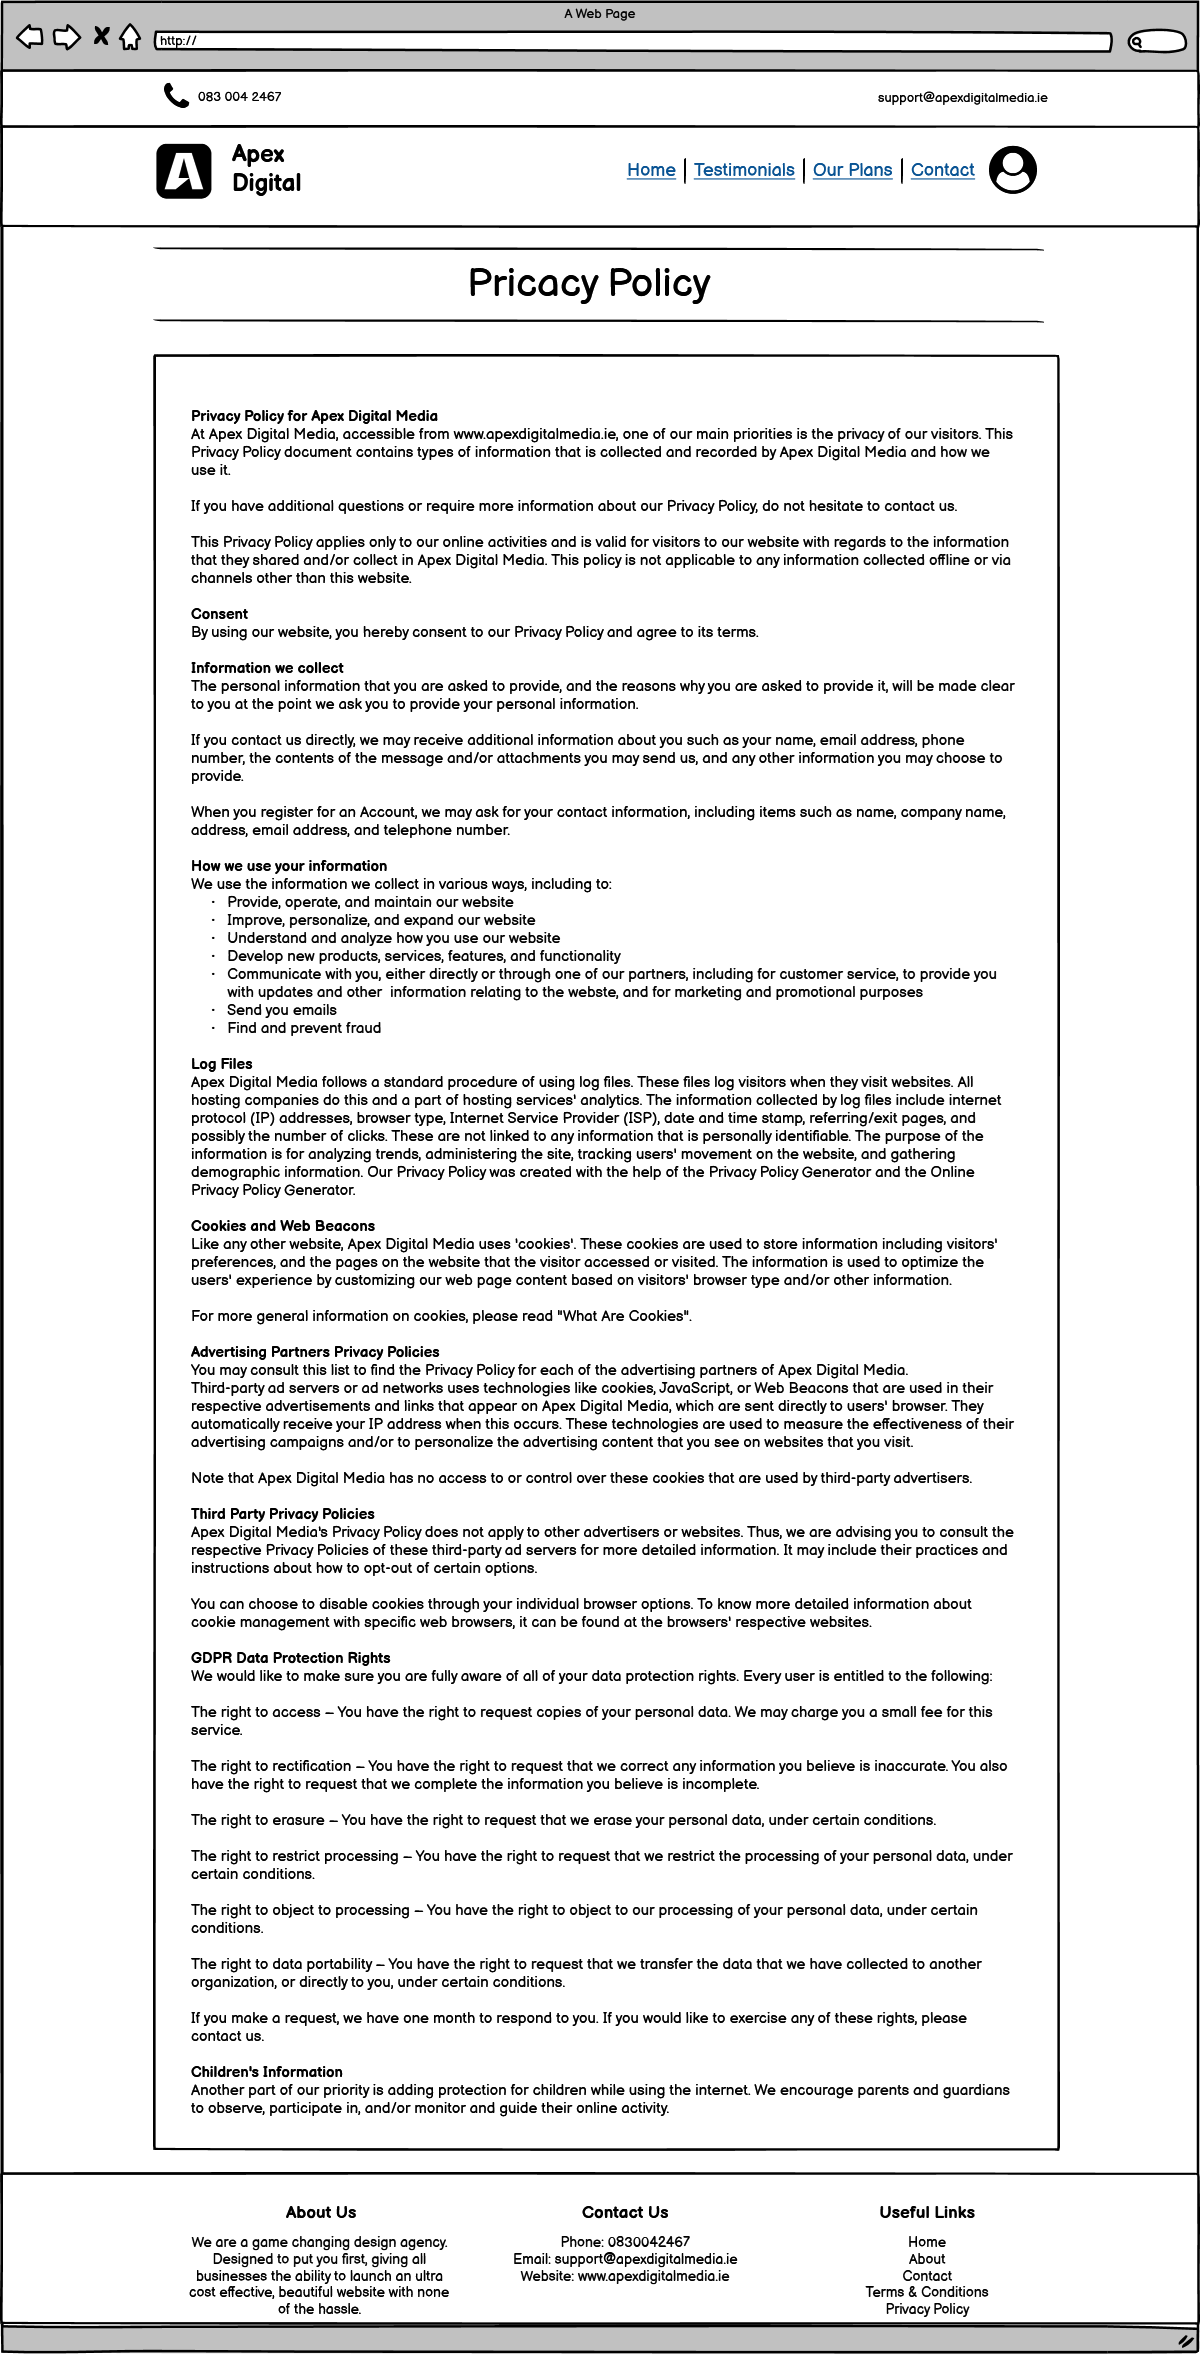 A Web Page
http://
083 004 2467
support@apexdigitalmedia.ie
A
Apex
Digital
Home | Testimonials | Our Plans | Contact
Pricacy Policy
Privacy Policy for Apex Digital Media
At Apex Digital Media, accessible from www.apexdigitalmedia.ie, one of our main priorities is the privacy of our visitors. This
Privacy Policy document contains types of information that is collected and recorded by Apex Digital Media and how we
use it.
If you have additional questions or require more information about our Privacy Policy, do not hesitate to contact us.
This Privacy Policy applies only to our online activities and is valid for visitors to our website with regards to the information
that they shared and/or collect in Apex Digital Media. This policy is not applicable to any information collected offline or via
channels other than this website.
Consent
By using our website, you hereby consent to our Privacy Policy and agree to its terms.
Information we collect
The personal information that you are asked to provide, and the reasons why you are asked to provide it, will be made clear
to you at the point we ask you to provide your personal information.
If you contact us directly, we may receive additional information about you such as your name, email address, phone
number, the contents of the message and/or attachments you may send us, and any other information you may choose to
provide.
When you register for an Account, we may ask for your contact information, including items such as name, company name,
address, email address, and telephone number.
How we use your information
We use the information we collect in various ways, including to:
· Provide, operate, and maintain our website
· Improve, personalize, and expand our website
· Understand and analyze how you use our website
· Develop new products, services, features, and functionality
· Communicate with you, either directly or through one of our partners, including for customer service, to provide you
with updates and other information relating to the webste, and for marketing and promotional purposes
· Send you emails
· Find and prevent fraud
Log Files
Apex Digital Media follows a standard procedure of using log files. These files log visitors when they visit websites. All
hosting companies do this and a part of hosting services' analytics. The information collected by log files include internet
protocol (IP) addresses, browser type, Internet Service Provider (ISP), date and time stamp, referring/exit pages, and
possibly the number of clicks. These are not linked to any information that is personally identifiable. The purpose of the
information is for analyzing trends, administering the site, tracking users' movement on the website, and gathering
demographic information. Our Privacy Policy was created with the help of the Privacy Policy Generator and the Online
Privacy Policy Generator.
Cookies and Web Beacons
Like any other website, Apex Digital Media uses 'cookies'. These cookies are used to store information including visitors'
preferences, and the pages on the website that the visitor accessed or visited. The information is used to optimize the
users' experience by customizing our web page content based on visitors' browser type and/or other information.
For more general information on cookies, please read "What Are Cookies".
Advertising Partners Privacy Policies
You may consult this list to find the Privacy Policy for each of the advertising partners of Apex Digital Media.
Third-party ad servers or ad networks uses technologies like cookies, JavaScript, or Web Beacons that are used in their
respective advertisements and links that appear on Apex Digital Media, which are sent directly to users' browser. They
automatically receive your IP address when this occurs. These technologies are used to measure the effectiveness of their
advertising campaigns and/or to personalize the advertising content that you see on websites that you visit.
Note that Apex Digital Media has no access to or control over these cookies that are used by third-party advertisers.
Third Party Privacy Policies
Apex Digital Media's Privacy Policy does not apply to other advertisers or websites. Thus, we are advising you to consult the
respective Privacy Policies of these third-party ad servers for more detailed information. It may include their practices and
instructions about how to opt-out of certain options.
You can choose to disable cookies through your individual browser options. To know more detailed information about
cookie management with specific web browsers, it can be found at the browsers' respective websites.
GDPR Data Protection Rights
We would like to make sure you are fully aware of all of your data protection rights. Every user is entitled to the following:
The right to access – You have the right to request copies of your personal data. We may charge you a small fee for this
service.
The right to rectification – You have the right to request that we correct any information you believe is inaccurate. You also
have the right to request that we complete the information you believe is incomplete.
The right to erasure – You have the right to request that we erase your personal data, under certain conditions.
The right to restrict processing – You have the right to request that we restrict the processing of your personal data, under
certain conditions.
The right to object to processing – You have the right to object to our processing of your personal data, under certain
conditions.
The right to data portability – You have the right to request that we transfer the data that we have collected to another
organization, or directly to you, under certain conditions.
If you make a request, we have one month to respond to you. If you would like to exercise any of these rights, please
contact us.
Children's Information
Another part of our priority is adding protection for children while using the internet. We encourage parents and guardians
to observe, participate in, and/or monitor and guide their online activity.
About Us
We are a game changing design agency.
Designed to put you first, giving all
businesses the ability to launch an ultra
cost effective, beautiful website with none
of the hassle.
Contact Us
Phone: 0830042467
Email: support@apexdigitalmedia.ie
Website: www.apexdigitalmedia.ie
Useful Links
Home
About
Contact
Terms & Conditions
Privacy Policy